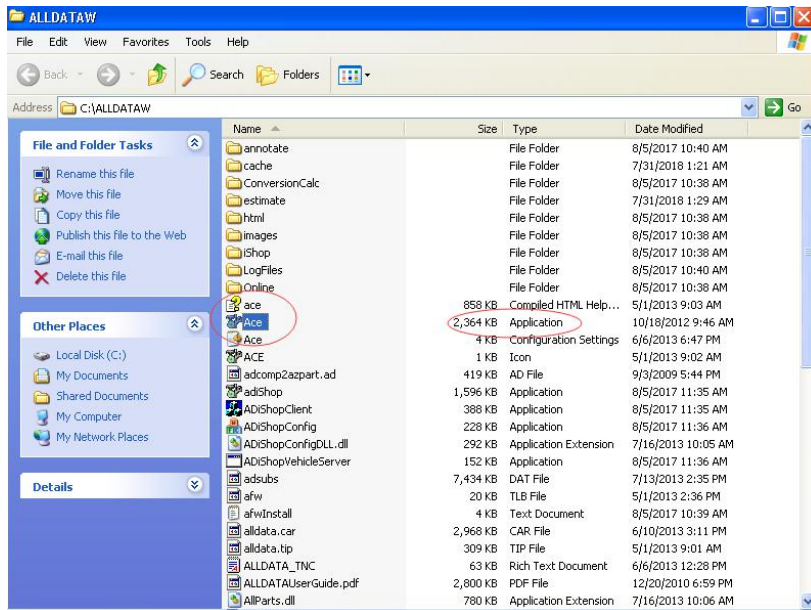 ALLDATAW
File Edit View Favorites Tools Help
Back Search Folders
Address C:\ALLDATAW Go
File and Folder Tasks
Rename this file
Move this file
Copy this file
Publish this file to the Web
E-mail this file
Delete this file
Other Places
Local Disk (C:)
My Documents
Shared Documents
My Computer
My Network Places
Details
Name Size Type Date Modified
annotate File Folder 8/5/2017 10:40 AM
cache File Folder 7/31/2018 1:21 AM
ConversionCalc File Folder 8/5/2017 10:38 AM
estimate File Folder 7/31/2018 1:29 AM
html File Folder 8/5/2017 10:38 AM
images File Folder 8/5/2017 10:38 AM
iShop File Folder 8/5/2017 10:38 AM
LogFiles File Folder 8/5/2017 10:40 AM
Online File Folder 8/5/2017 10:38 AM
ace 858 KB Compiled HTML Help... 5/1/2013 9:03 AM
Ace 2,364 KB Application 10/18/2012 9:46 AM
Ace 4 KB Configuration Settings 6/6/2013 6:47 PM
ACE 1 KB Icon 5/1/2013 9:02 AM
adcomp2azpart.ad 419 KB AD File 9/3/2009 5:44 PM
adiShop 1,596 KB Application 8/5/2017 11:35 AM
ADiShopClient 388 KB Application 8/5/2017 11:35 AM
ADiShopConfig 228 KB Application 8/5/2017 11:36 AM
ADiShopConfigDLL.dll 292 KB Application Extension 7/16/2013 10:05 AM
ADiShopVehicleServer 152 KB Application 8/5/2017 11:36 AM
adsubs 7,434 KB DAT File 7/13/2013 2:35 PM
afw 20 KB TLB File 5/1/2013 2:36 PM
afwInstall 4 KB Text Document 8/5/2017 10:39 AM
alldata.car 2,968 KB CAR File 6/10/2013 3:11 PM
alldata.tip 309 KB TIP File 5/1/2013 9:01 AM
ALLDATA_TNC 63 KB Rich Text Document 6/6/2013 12:28 PM
ALLDATAUserGuide.pdf 2,800 KB PDF File 12/20/2010 6:59 PM
AllParts.dll 780 KB Application Extension 7/16/2013 10:06 AM